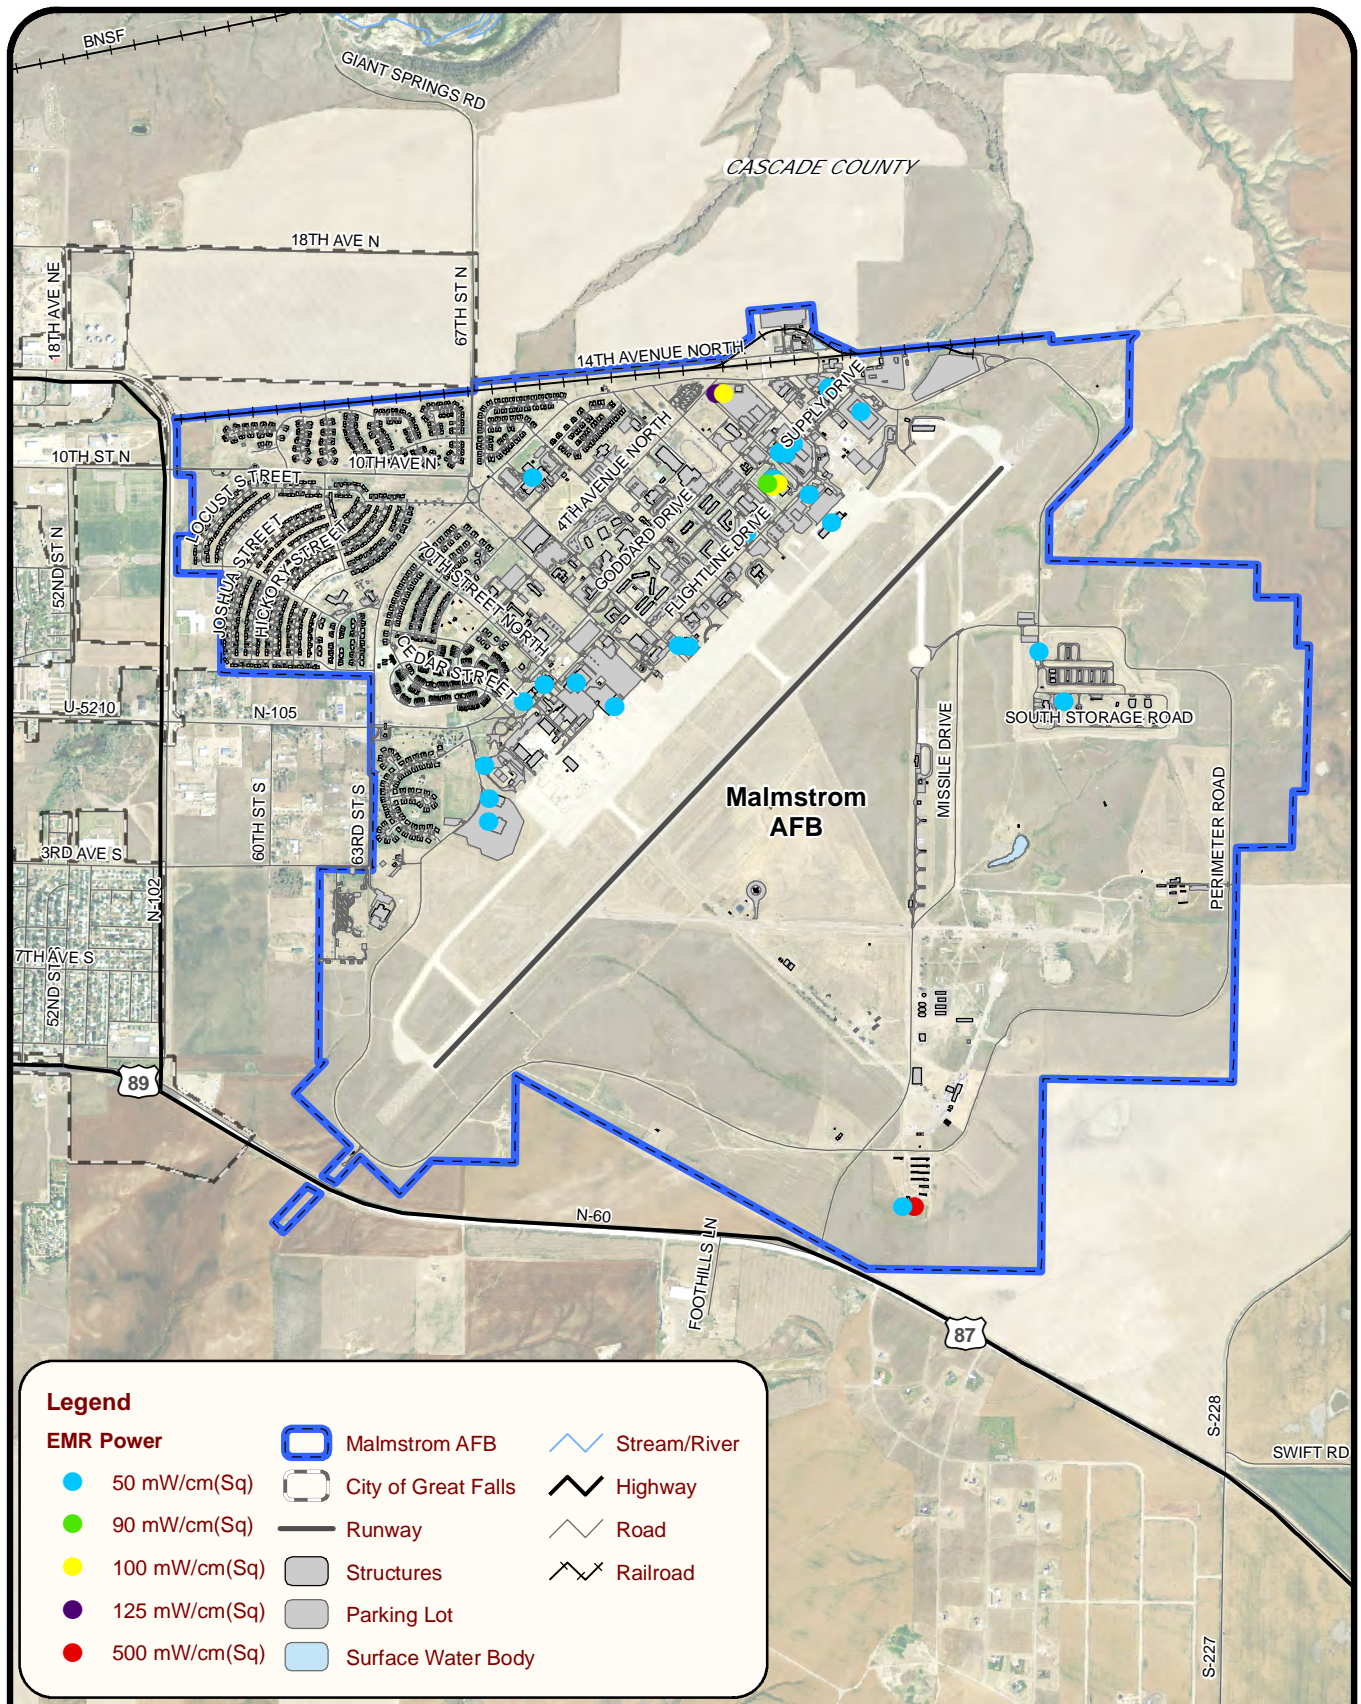 BNSF
GIANT SPRINGS RD
CASCADE COUNTY
18TH AVE N
18TH AVE NE
67TH ST N
14TH AVENUE NORTH
SUPPLY DRIVE
10TH ST N
10TH AVE N
4TH AVENUE NORTH
LOCUST STREET
JOSHUA STREET
HICKORY STREET
GODDARD DRIVE
FLIGHTLINE DRIVE
70TH STREET NORTH
52ND ST N
CEDAR STREET
U-5210
N-105
SOUTH STORAGE ROAD
MISSILE DRIVE
Malmstrom
AFB
PERIMETER ROAD
60TH ST S
63RD ST S
3RD AVE S
N-102
7TH AVE S
52ND ST S
89
N-60
FOOTHILLS LN
87
S-228
SWIFT RD
S-227
Legend
EMR Power
50 mW/cm(Sq)
90 mW/cm(Sq)
100 mW/cm(Sq)
125 mW/cm(Sq)
500 mW/cm(Sq)
Malmstrom AFB
City of Great Falls
Runway
Structures
Parking Lot
Surface Water Body
Stream/River
Highway
Road
Railroad